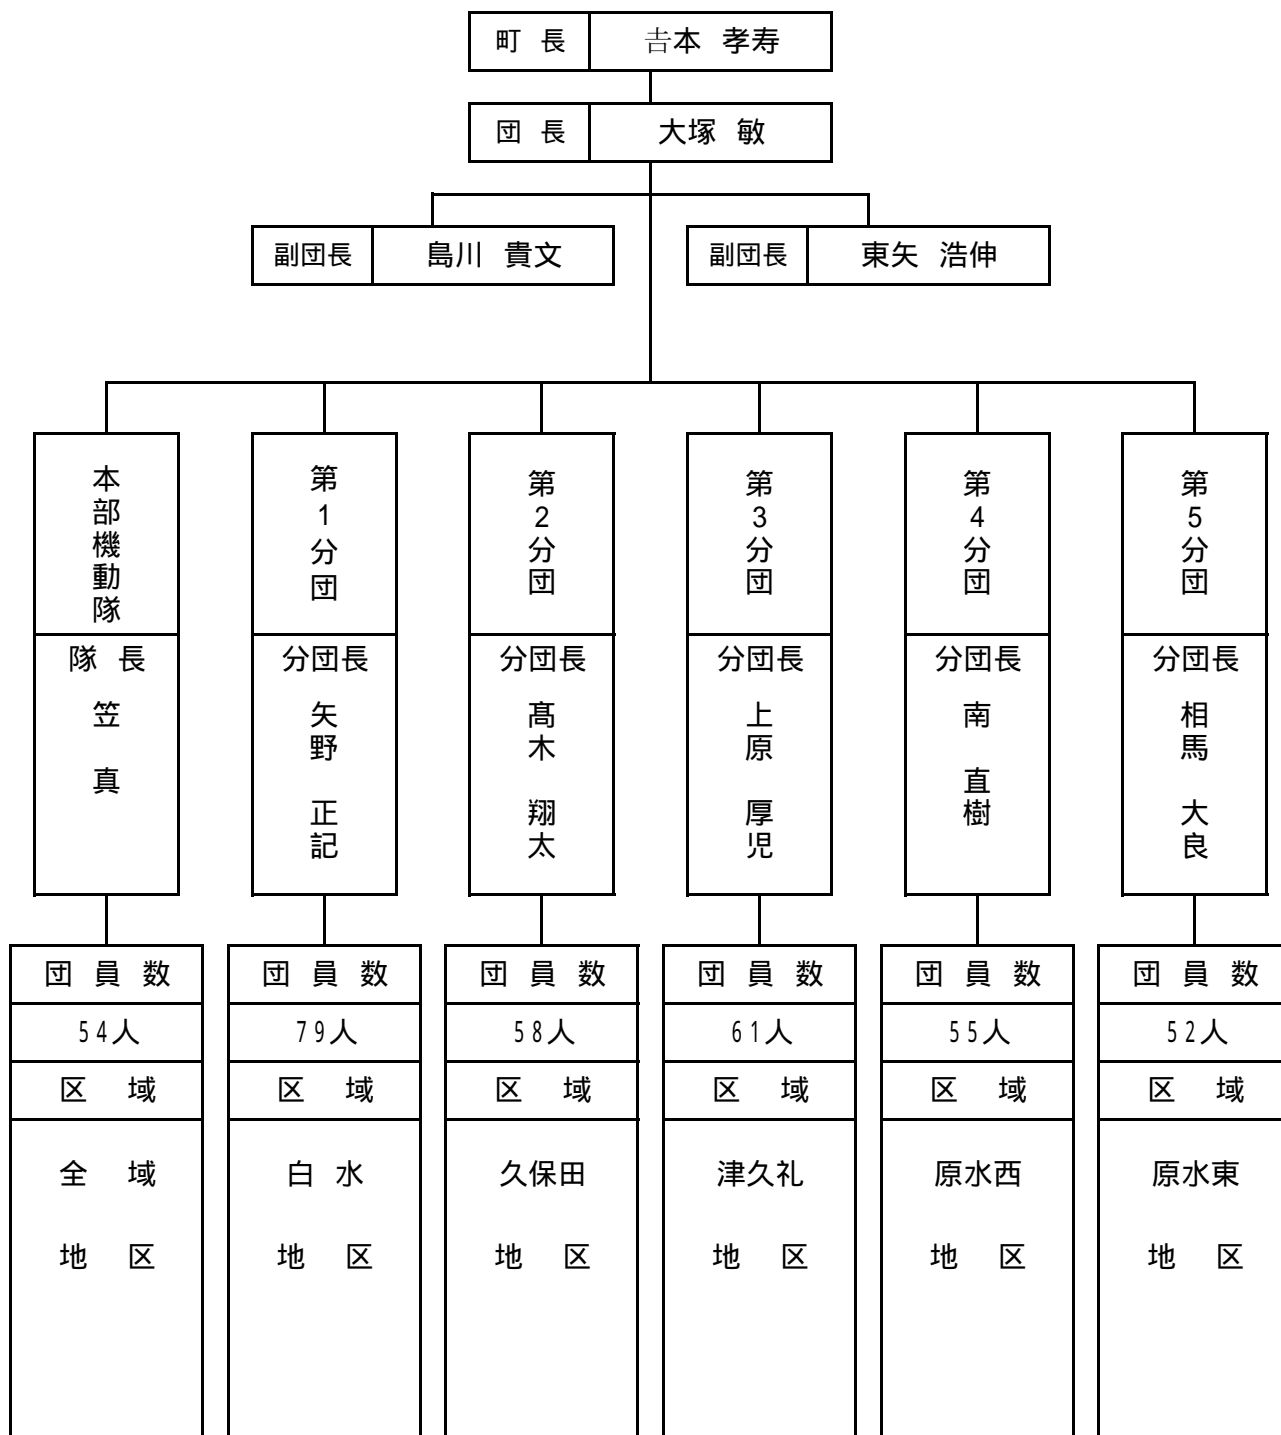 町 長 𠮷本 孝寿
団 長 大塚 敏
副団長 島川 貴文
副団長 東矢 浩伸
本部機動隊
隊 長
笠 真
団 員 数
54人
区 域
全 域
地 区
第1分団
分団長
矢野 正記
団 員 数
79人
区 域
白 水
地 区
第2分団
分団長
髙木 翔太
団 員 数
58人
区 域
久保田
地 区
第3分団
分団長
上原 厚児
団 員 数
61人
区 域
津久礼
地 区
第4分団
分団長
南 直樹
団 員 数
55人
区 域
原水西
地 区
第5分団
分団長
相馬 大良
団 員 数
52人
区 域
原水東
地 区